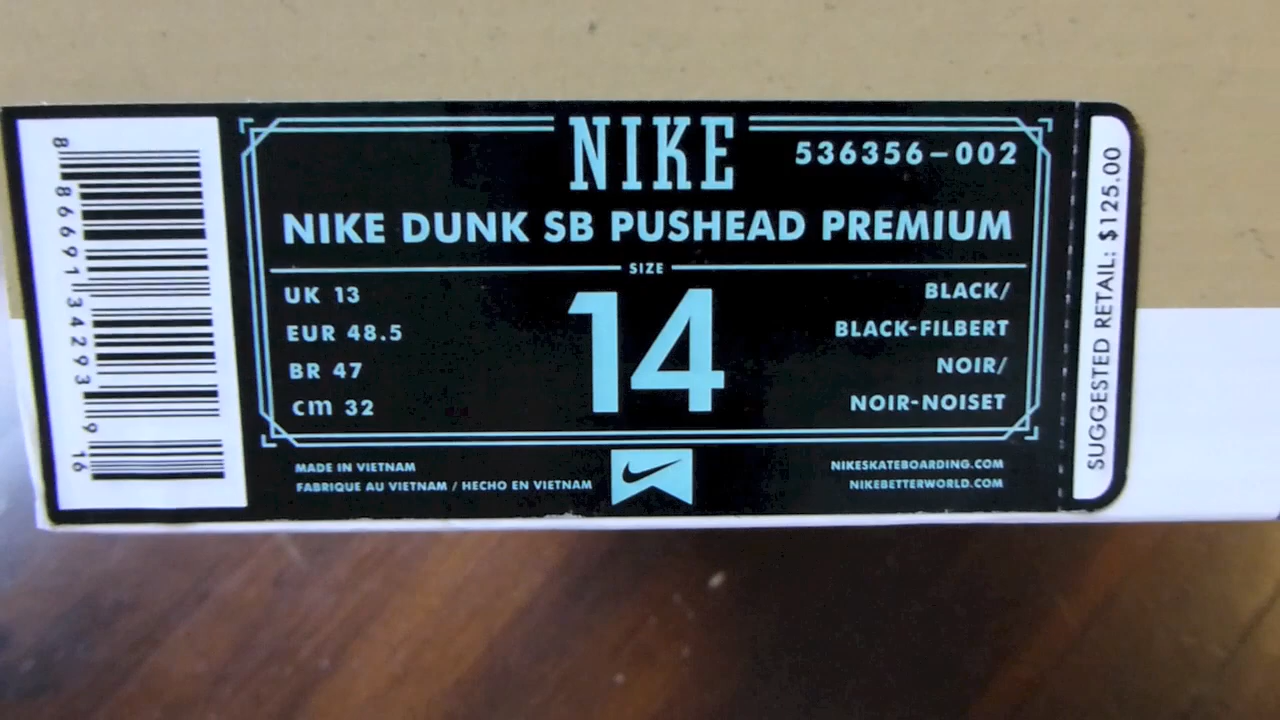 8 86691 34293 9 16
NIKE
536356-002
NIKE DUNK SB PUSHEAD PREMIUM
SIZE
UK 13
EUR 48.5
BR 47
cm 32
14
BLACK/
BLACK-FILBERT
NOIR/
NOIR-NOISET
MADE IN VIETNAM
FABRIQUE AU VIETNAM / HECHO EN VIETNAM
NIKESKATEBOARDING.COM
NIKEBETTERWORLD.COM
SUGGESTED RETAIL: $125.00